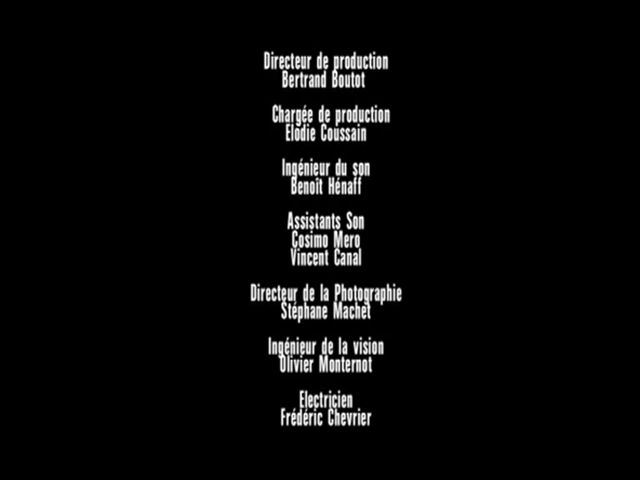 Directeur de production
Bertrand Boutot
Chargée de production
Elodie Coussain
Ingénieur du son
Benoît Hénaff
Assistants Son
Cosimo Mero
Vincent Canal
Directeur de la Photographie
Stéphane Machet
Ingénieur de la vision
Olivier Monternot
Electricien
Frédéric Chevrier